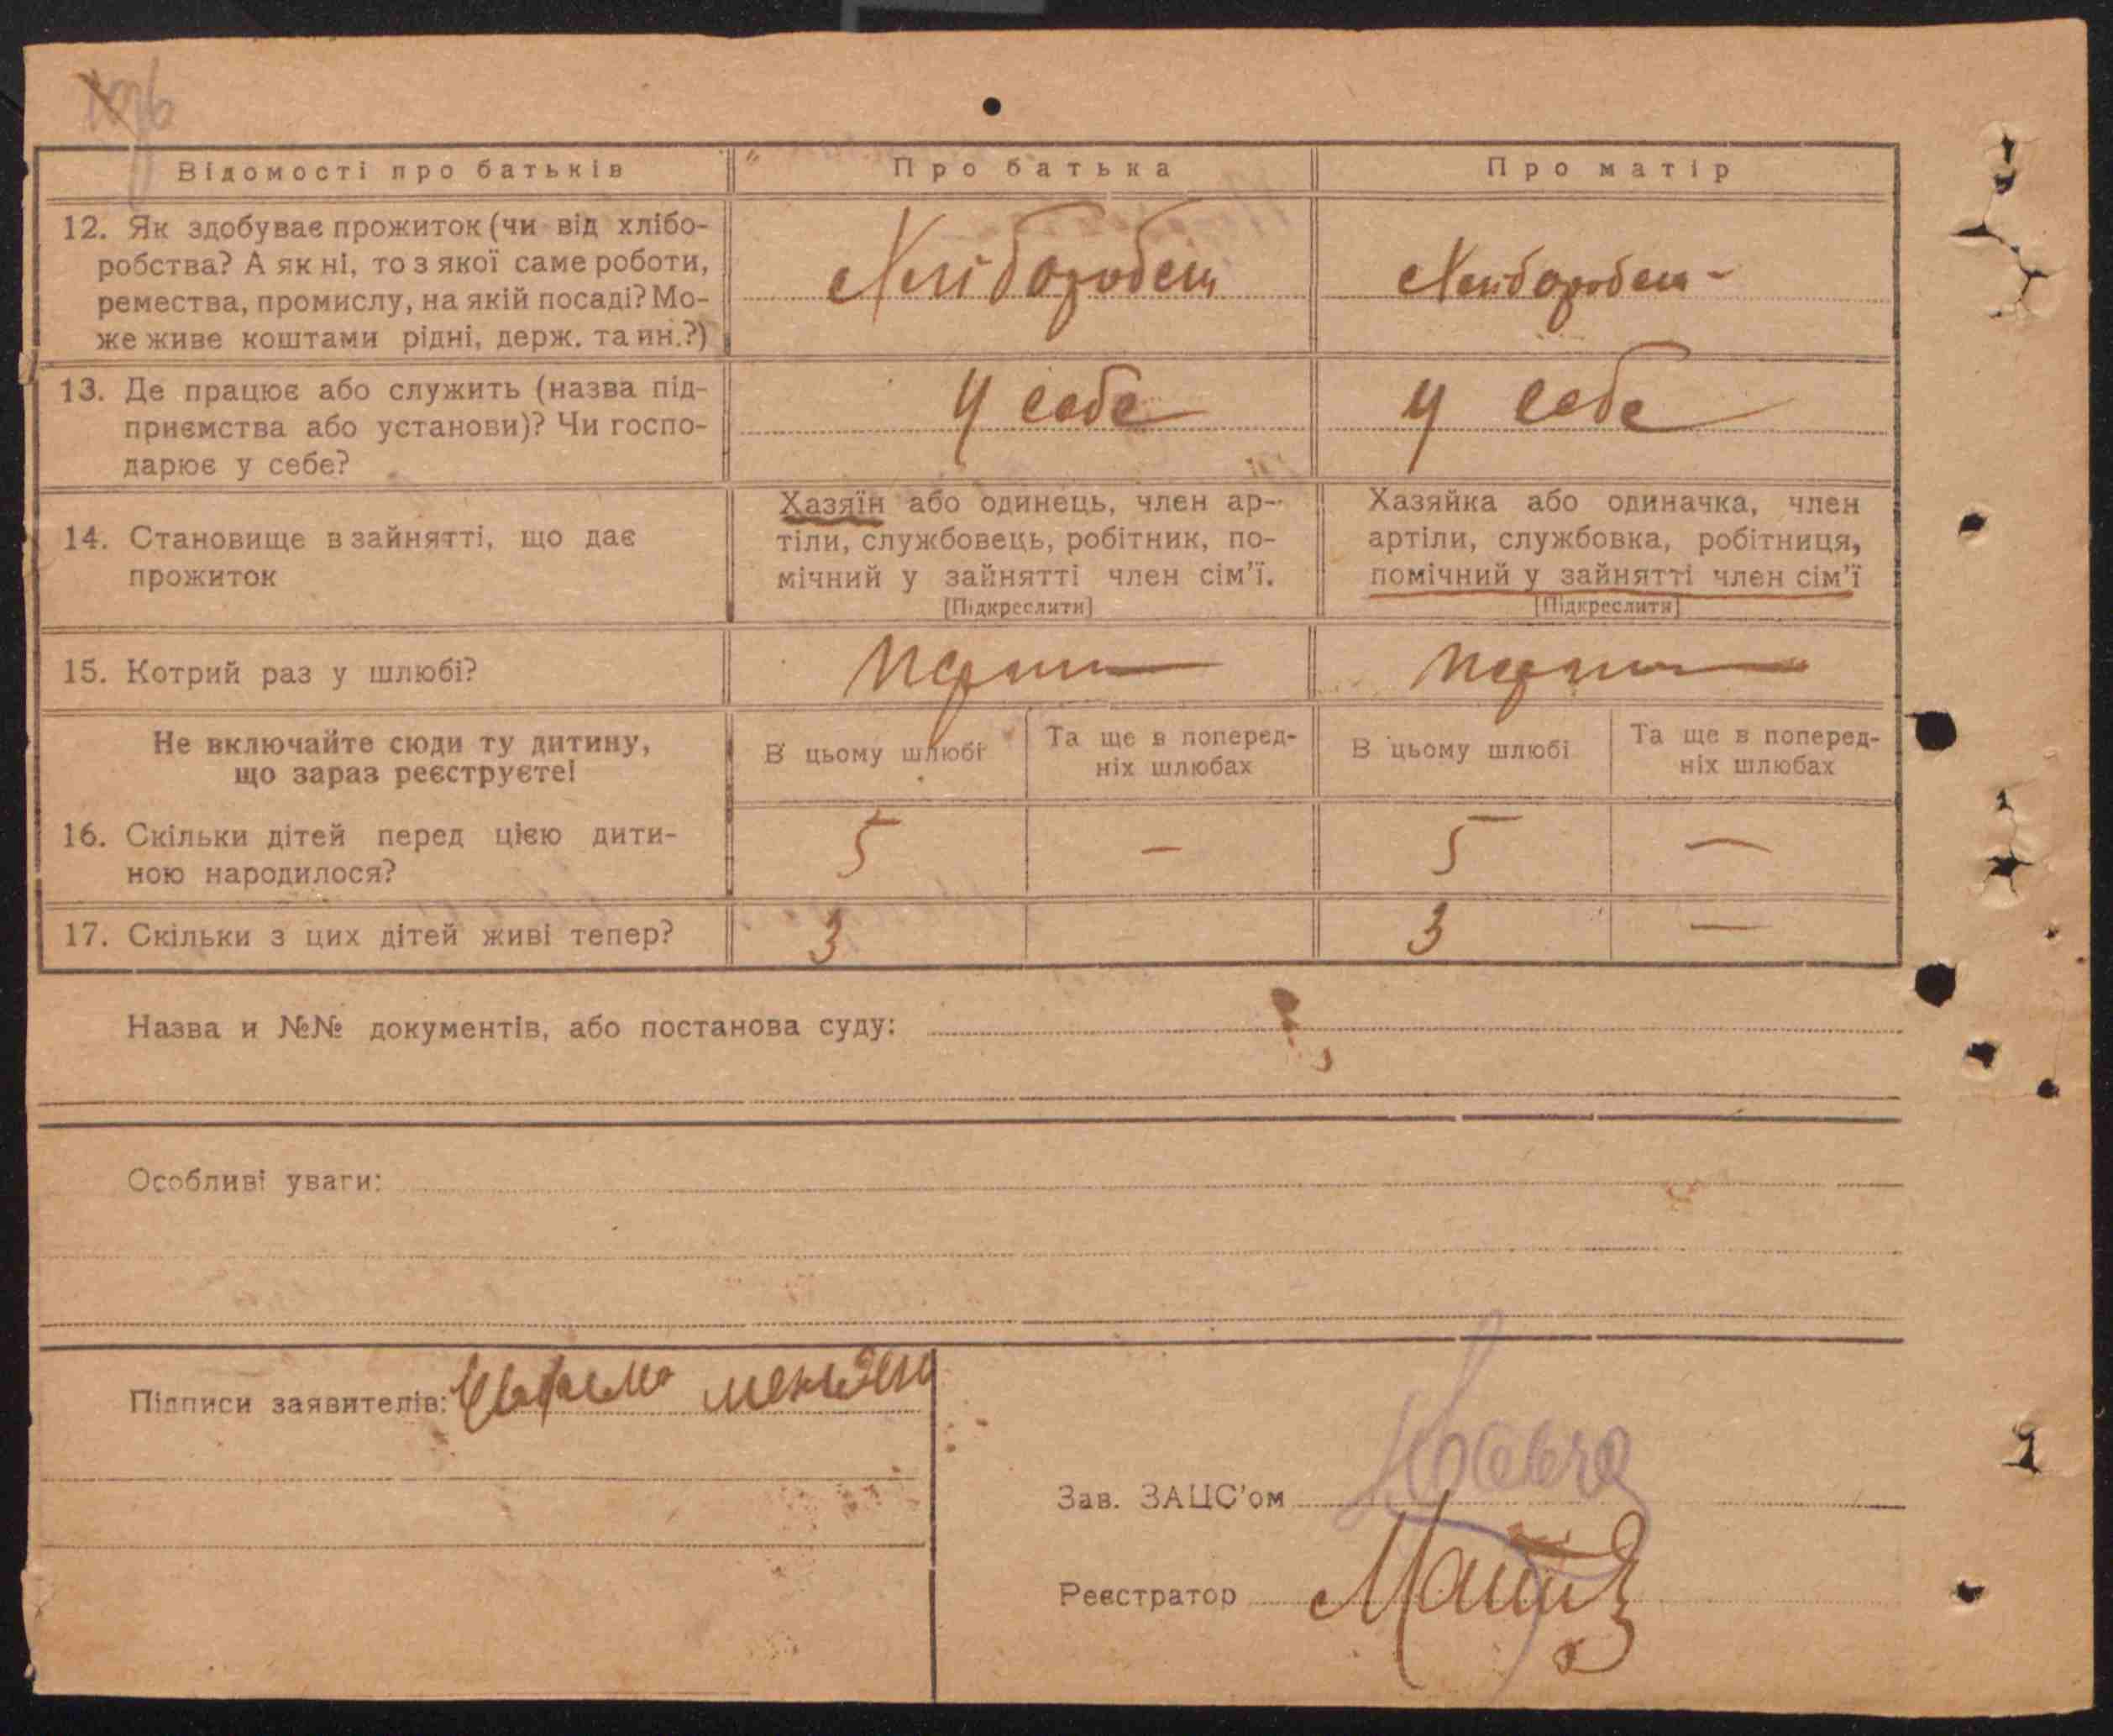 Відомості про батьків
Про батька
Про матір
12. Як здобуває прожиток (чи від хлібо-
робства? А як ні, то з якої саме роботи,
ремества, промислу, на якій посаді? Мо-
же живе коштами рідні, держ. та ин.?)
Хліборобець
Хліборобець
13. Де працює або служить (назва під-
приємства або установи)? Чи госпо-
дарює у себе?
У себе
У себе
14. Становище в зайнятті, що дає
прожиток
Хазяїн або одинець, член ар-
тіли, службовець, робітник, по-
мічний у зайнятті член сім'ї.
[Підкреслити]
Хазяйка або одиначка, член
артіли, службовка, робітниця,
помічний у зайнятті член сім'ї
[Підкреслити]
15. Котрий раз у шлюбі?
Перший
Перший
Не включайте сюди ту дитину,
що зараз реєструєте!
В цьому шлюбі
Та ще в поперед-
ніх шлюбах
В цьому шлюбі
Та ще в поперед-
ніх шлюбах
16. Скільки дітей перед цією дити-
ною народилося?
5
—
5
—
17. Скільки з цих дітей живі тепер?
3
3
—
Назва и №№ документів, або постанова суду:
Особливі уваги:
Підписи заявителів:
Зав. ЗАЦС'ом
Реєстратор